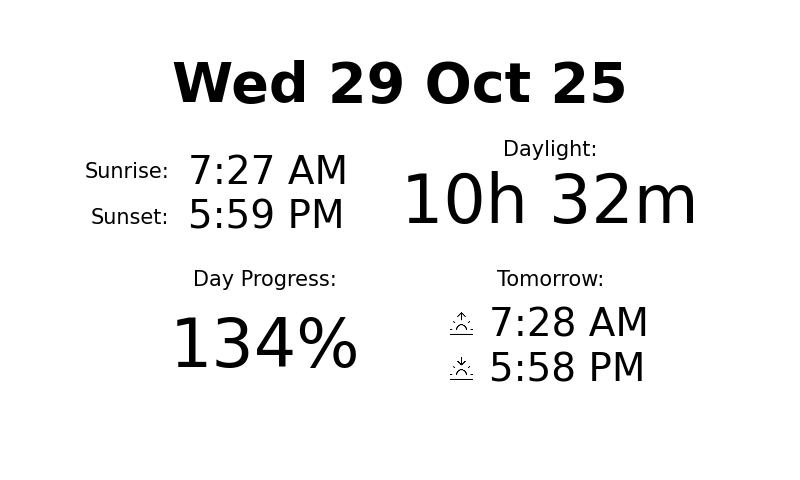 Wed 29 Oct 25
Sunrise: 7:27 AM
Sunset: 5:59 PM
Daylight:
10h 32m
Day Progress:
134%
Tomorrow:
7:28 AM
5:58 PM